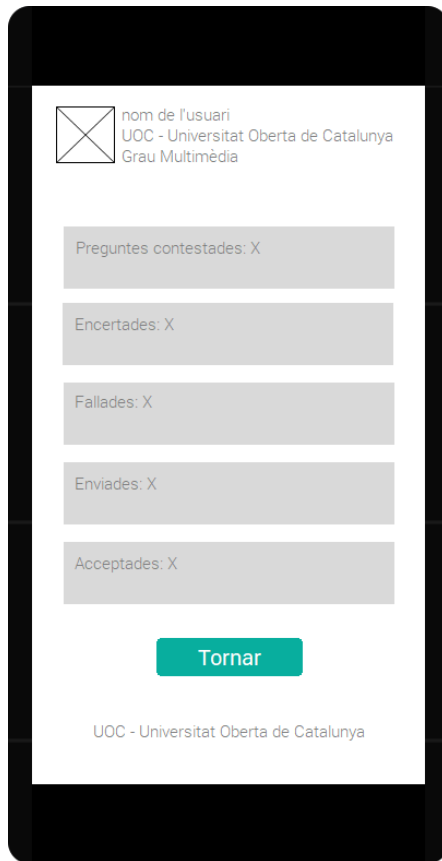 nom de l'usuari
UOC - Universitat Oberta de Catalunya
Grau Multimèdia
Preguntes contestades: X
Encertades: X
Fallades: X
Enviades: X
Acceptades: X
Tornar
UOC - Universitat Oberta de Catalunya